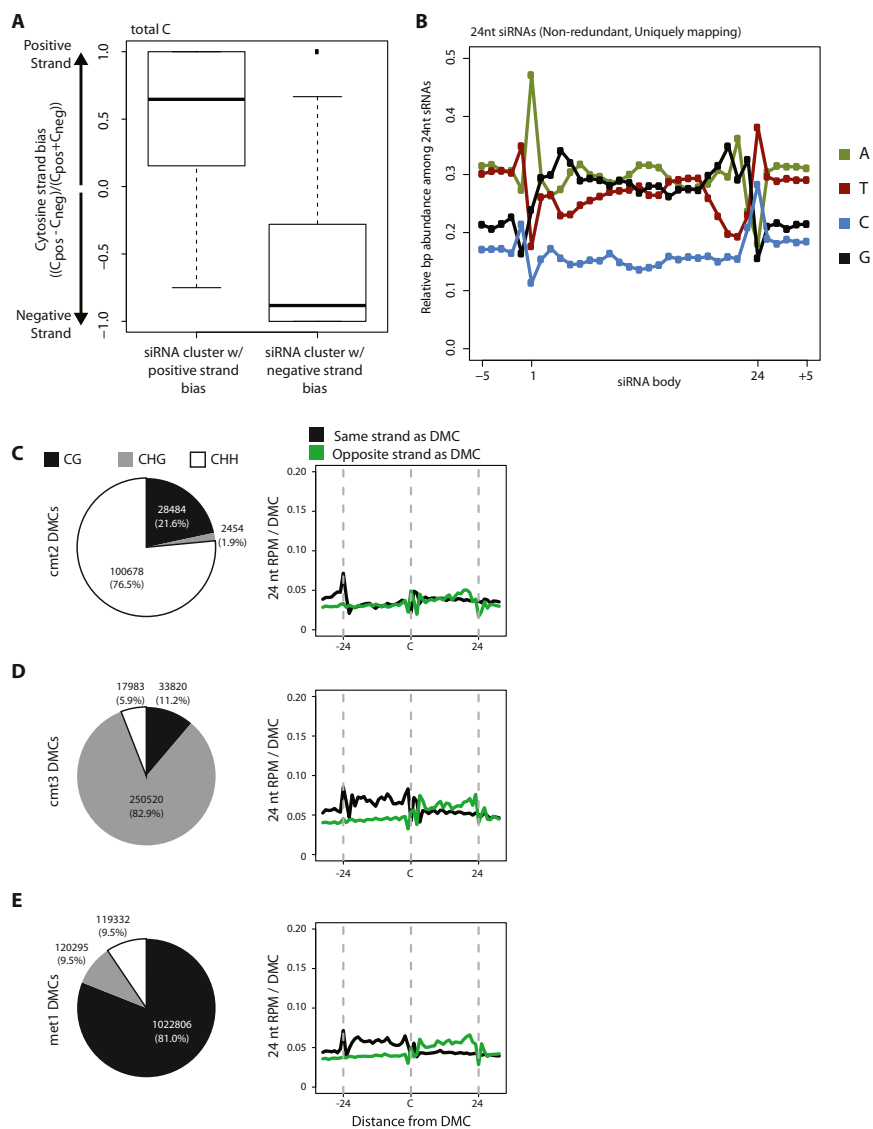 A
total C
Positive
Strand
Cytosine strand bias
((Cpos - Cneg)/(Cpos+Cneg))
Negative
Strand
1.0
0.5
0.0
−0.5
−1.0
siRNA cluster w/
positive strand
bias
siRNA cluster w/
negative strand
bias
B
24nt siRNAs (Non-redundant, Uniquely mapping)
Relative bp abundance among 24nt sRNAs
0.5
0.4
0.3
0.2
0.1
0.0
−5
1
siRNA body
24
+5
A
T
C
G
C
CG
CHG
CHH
Same strand as DMC
Opposite strand as DMC
cmt2 DMCs
28484
(21.6%)
2454
(1.9%)
100678
(76.5%)
24 nt RPM / DMC
0.20
0.15
0.10
0.05
0
-24
C
24
D
cmt3 DMCs
17983
(5.9%)
33820
(11.2%)
250520
(82.9%)
24 nt RPM / DMC
0.20
0.15
0.10
0.05
0
-24
C
24
E
met1 DMCs
119332
(9.5%)
120295
(9.5%)
1022806
(81.0%)
24 nt RPM / DMC
0.20
0.15
0.10
0.05
0
-24
C
24
Distance from DMC